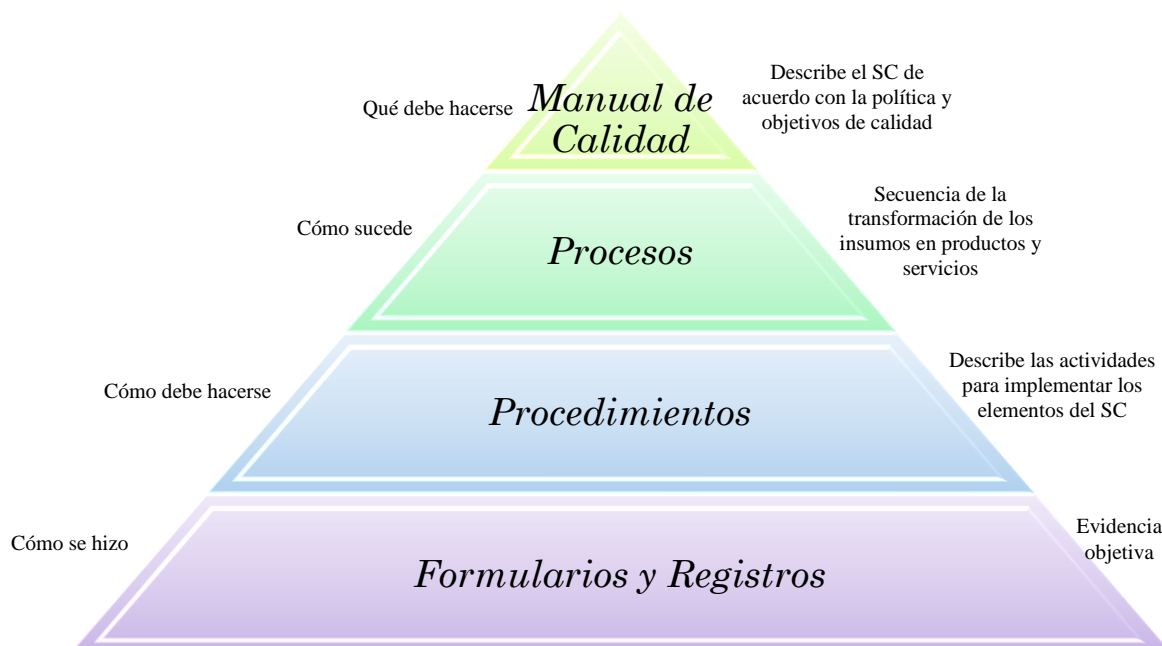 Qué debe hacerse
Manual de
Calidad
Describe el SC de
acuerdo con la política y
objetivos de calidad
Cómo sucede
Procesos
Secuencia de la
transformación de los
insumos en productos y
servicios
Cómo debe hacerse
Procedimientos
Describe las actividades
para implementar los
elementos del SC
Cómo se hizo
Formularios y Registros
Evidencia
objetiva